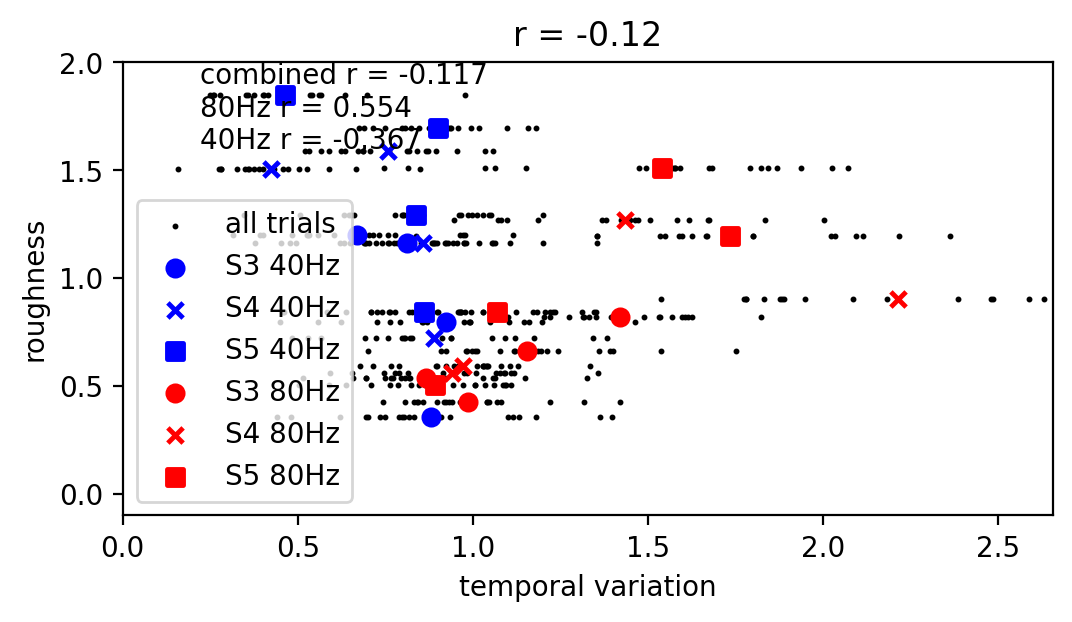 r = -0.12
combined r = -0.117
80Hz r = 0.554
40Hz r = -0.367
2.0
1.5
1.0
0.5
0.0
roughness
all trials
S3 40Hz
S4 40Hz
S5 40Hz
S3 80Hz
S4 80Hz
S5 80Hz
0.0 0.5 1.0 1.5 2.0 2.5
temporal variation